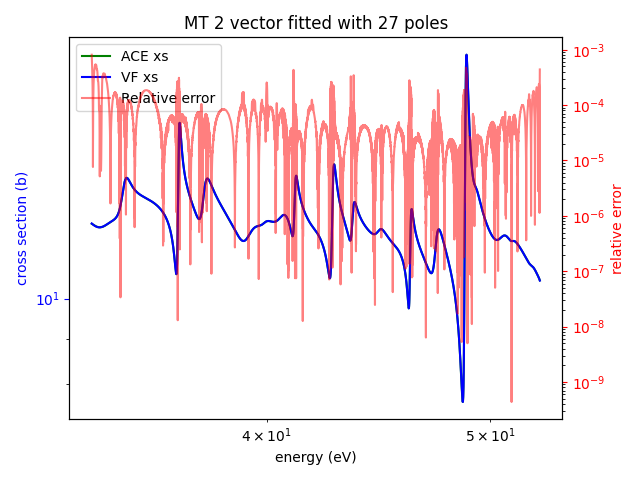 MT 2 vector fitted with 27 poles
ACE xs
VF xs
Relative error
cross section (b)
10¹
10⁻³
10⁻⁴
10⁻⁵
10⁻⁶
10⁻⁷
10⁻⁸
10⁻⁹
relative error
4 × 10¹
5 × 10¹
energy (eV)